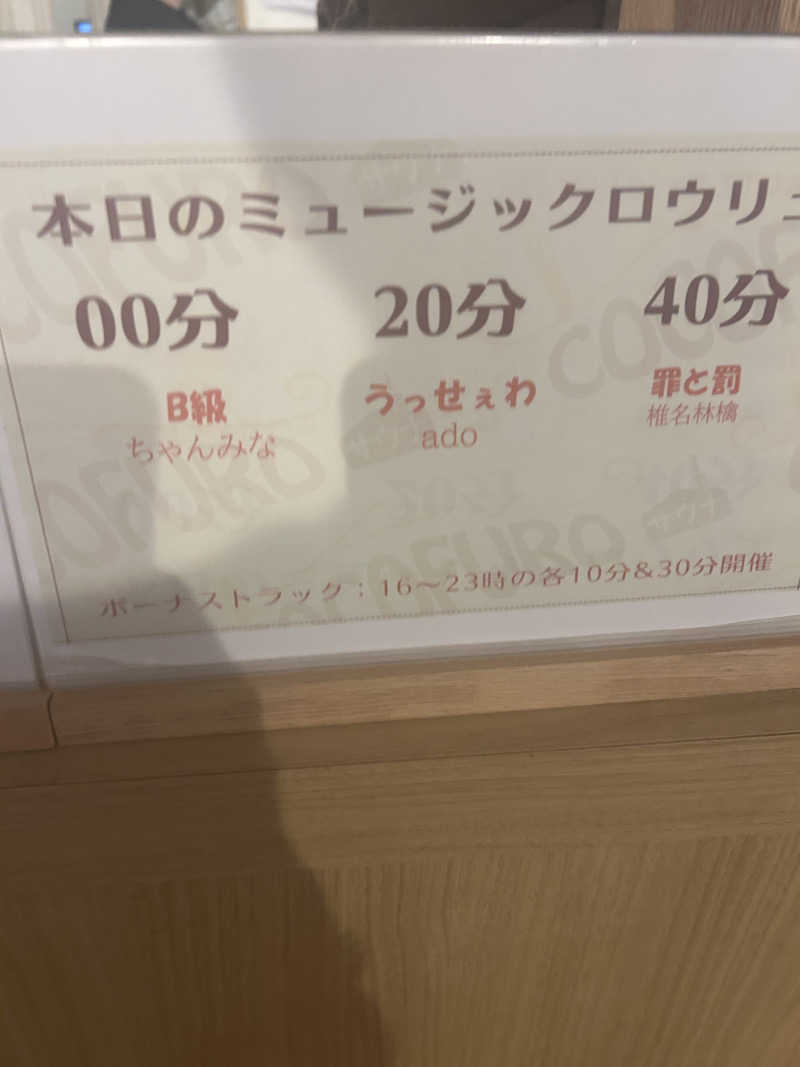 本日のミュージックロウリュ
00分 20分 40分
B級 うっせぇわ 罪と罰
ちゃんみな ado 椎名林檎
ボーナストラック：16〜23時の各10分&30分開催
COCOFURO